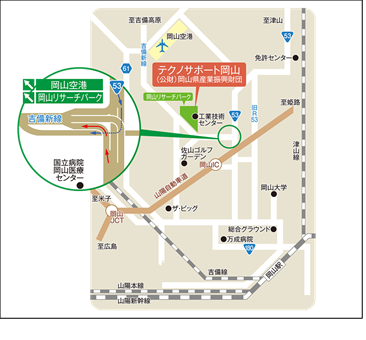 至吉備高原
至津山
岡山空港
吉備新線
53
免許センター
61
テクノサポート岡山
(公財)岡山県産業振興財団
岡山空港
岡山リサーチパーク
53
岡山リサーチパーク
至姫路
吉備新線
工業技術
センター
53
旧R53
津山線
佐山ゴルフ
ガーデン
岡山IC
国立病院
岡山医療
センター
山陽自動車道
岡山大学
至米子
岡山
JCT
ザ・ビッグ
総合グラウンド
至広島
万成病院
吉備線
岡山駅
山陽本線
山陽新幹線